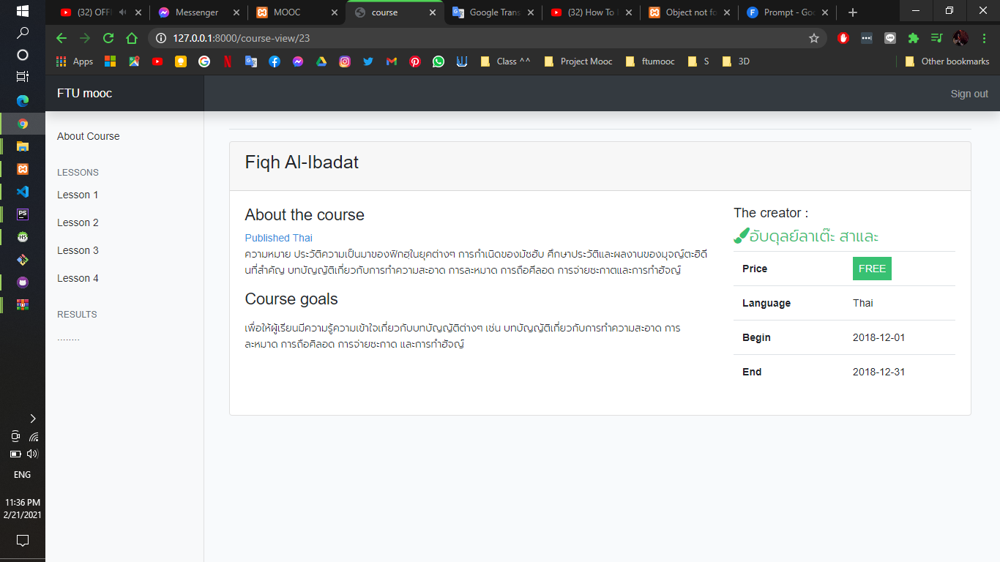 (32) OFF
Messenger
MOOC
course
Google Trans
(32) How To
Object not fo
Prompt - Goo
127.0.0.1:8000/course-view/23
Apps
Class ^^
Project Mooc
ftumooc
S
3D
Other bookmarks
FTU mooc
Sign out
About Course
LESSONS
Lesson 1
Lesson 2
Lesson 3
Lesson 4
RESULTS
........
Fiqh Al-Ibadat
About the course
Published Thai
ความหมาย ประวัติความเป็นมาของฟิกฮฺในยุคต่างๆ การกำเนิดของมัซฮับ ศึกษาประวัติและผลงานของมุจญ์ตะฮิดี
นที่สำคัญ บทบัญญัติเกี่ยวกับการทำความสะอาด การละหมาด การถือศีลอด การจ่ายซะกาตและการทำฮัจญ์
Course goals
เพื่อให้ผู้เรียนมีความรู้ความเข้าใจเกี่ยวกับบทบัญญัติต่างๆ เช่น บทบัญญัติเกี่ยวกับการทำความสะอาด การ
ละหมาด การถือศิลอด การจ่ายซะกาด และการทำฮัจญ์
The creator :
อับดุลย์ลาเต๊ะ สาและ
Price FREE
Language Thai
Begin 2018-12-01
End 2018-12-31
ENG
11:36 PM
2/21/2021